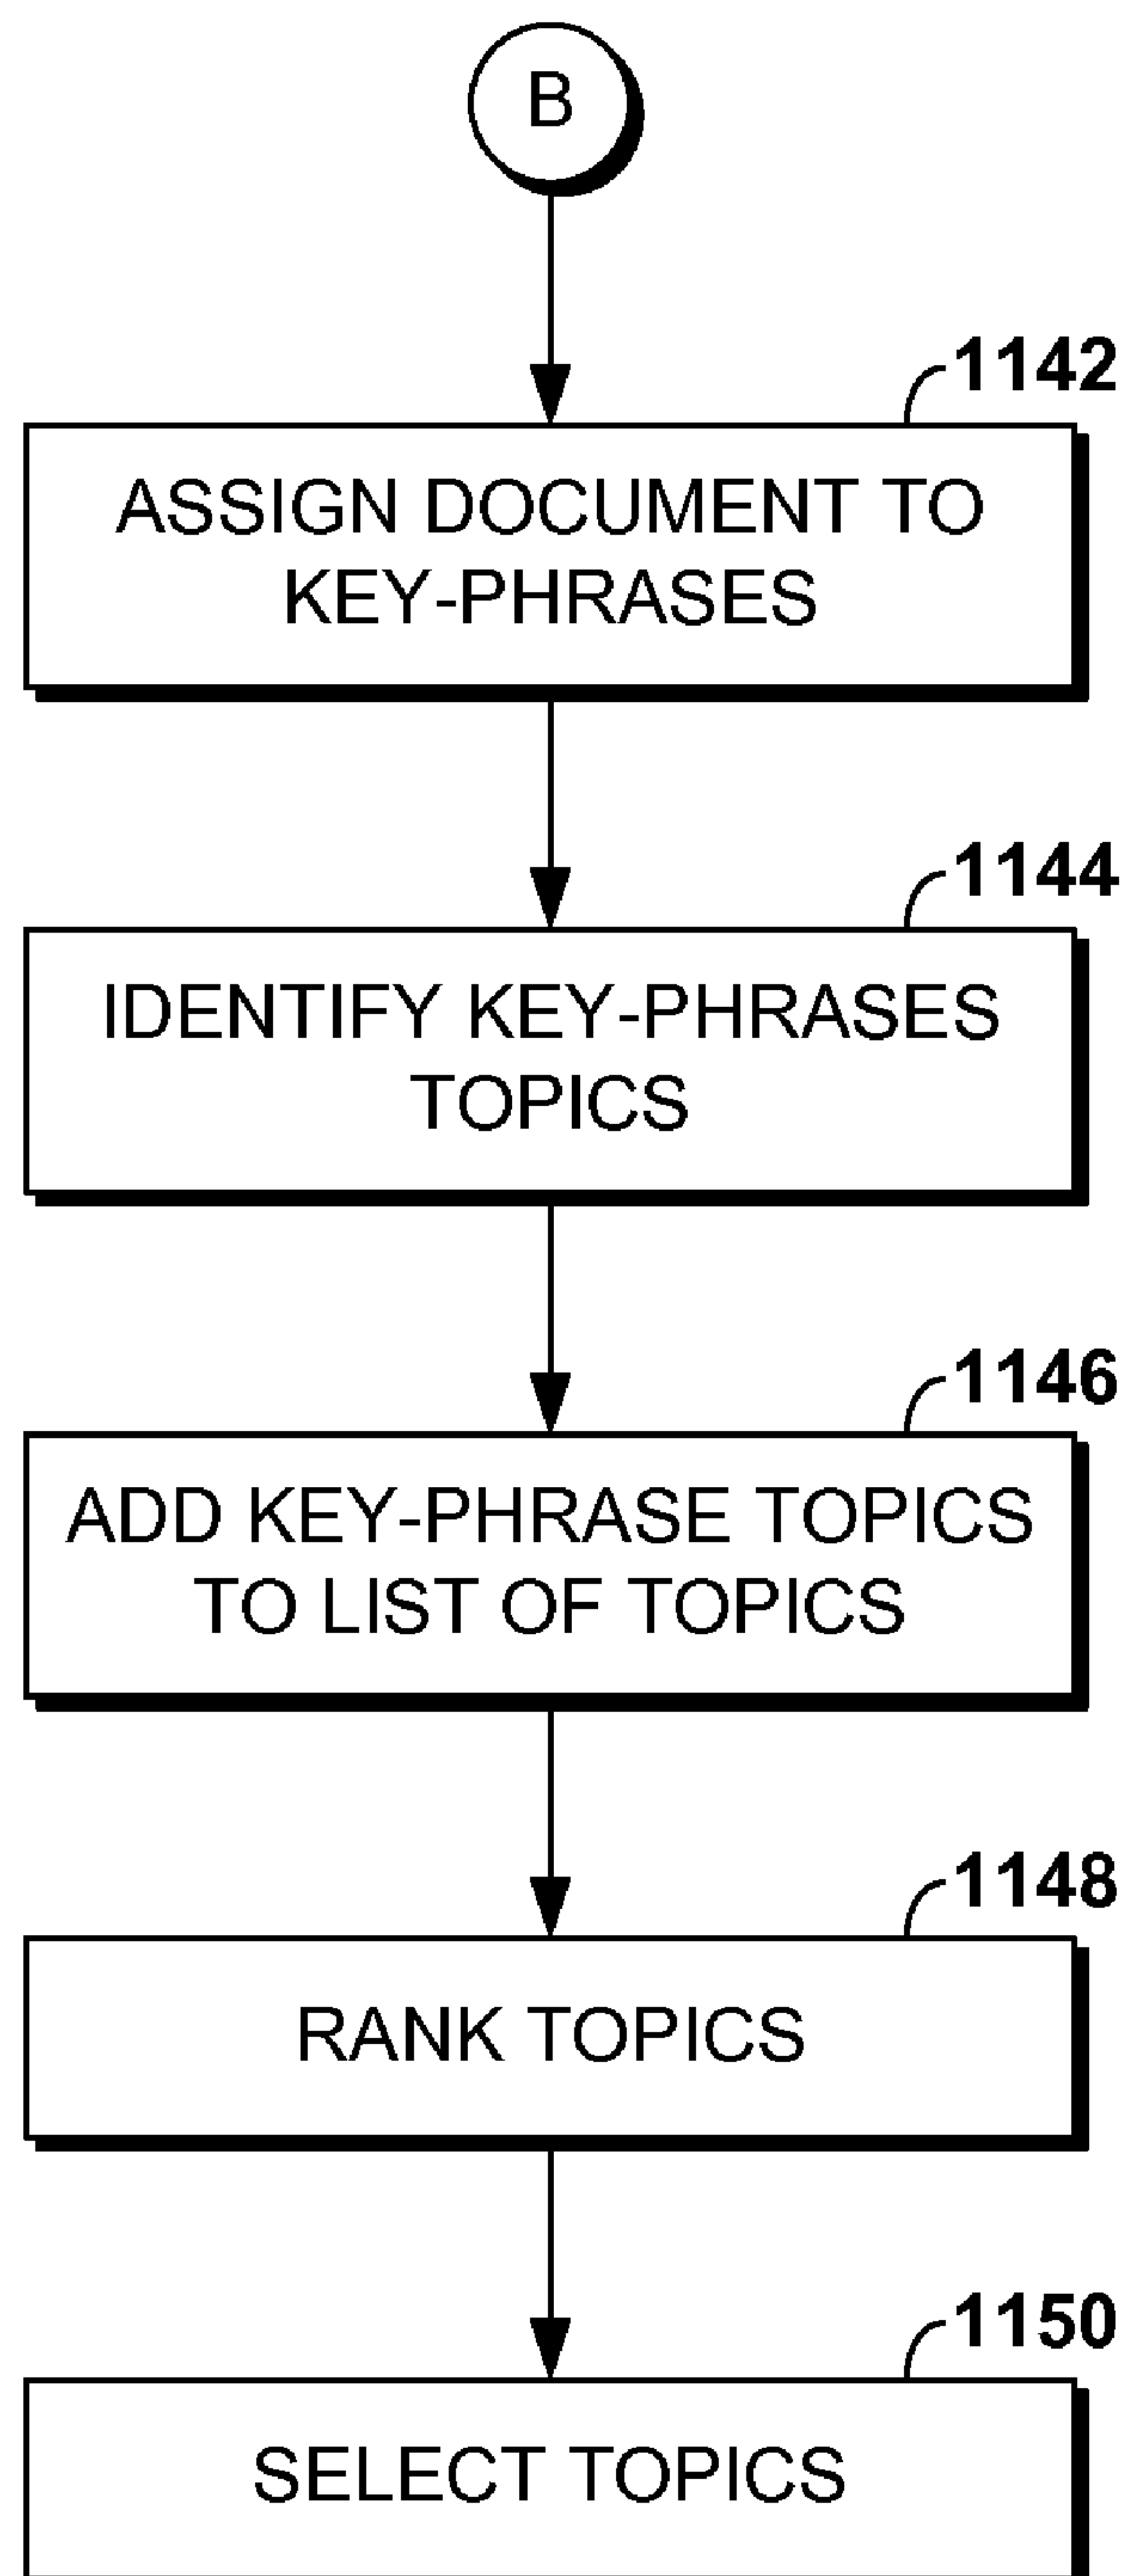 B
1142
ASSIGN DOCUMENT TO
KEY-PHRASES
1144
IDENTIFY KEY-PHRASES
TOPICS
1146
ADD KEY-PHRASE TOPICS
TO LIST OF TOPICS
1148
RANK TOPICS
1150
SELECT TOPICS